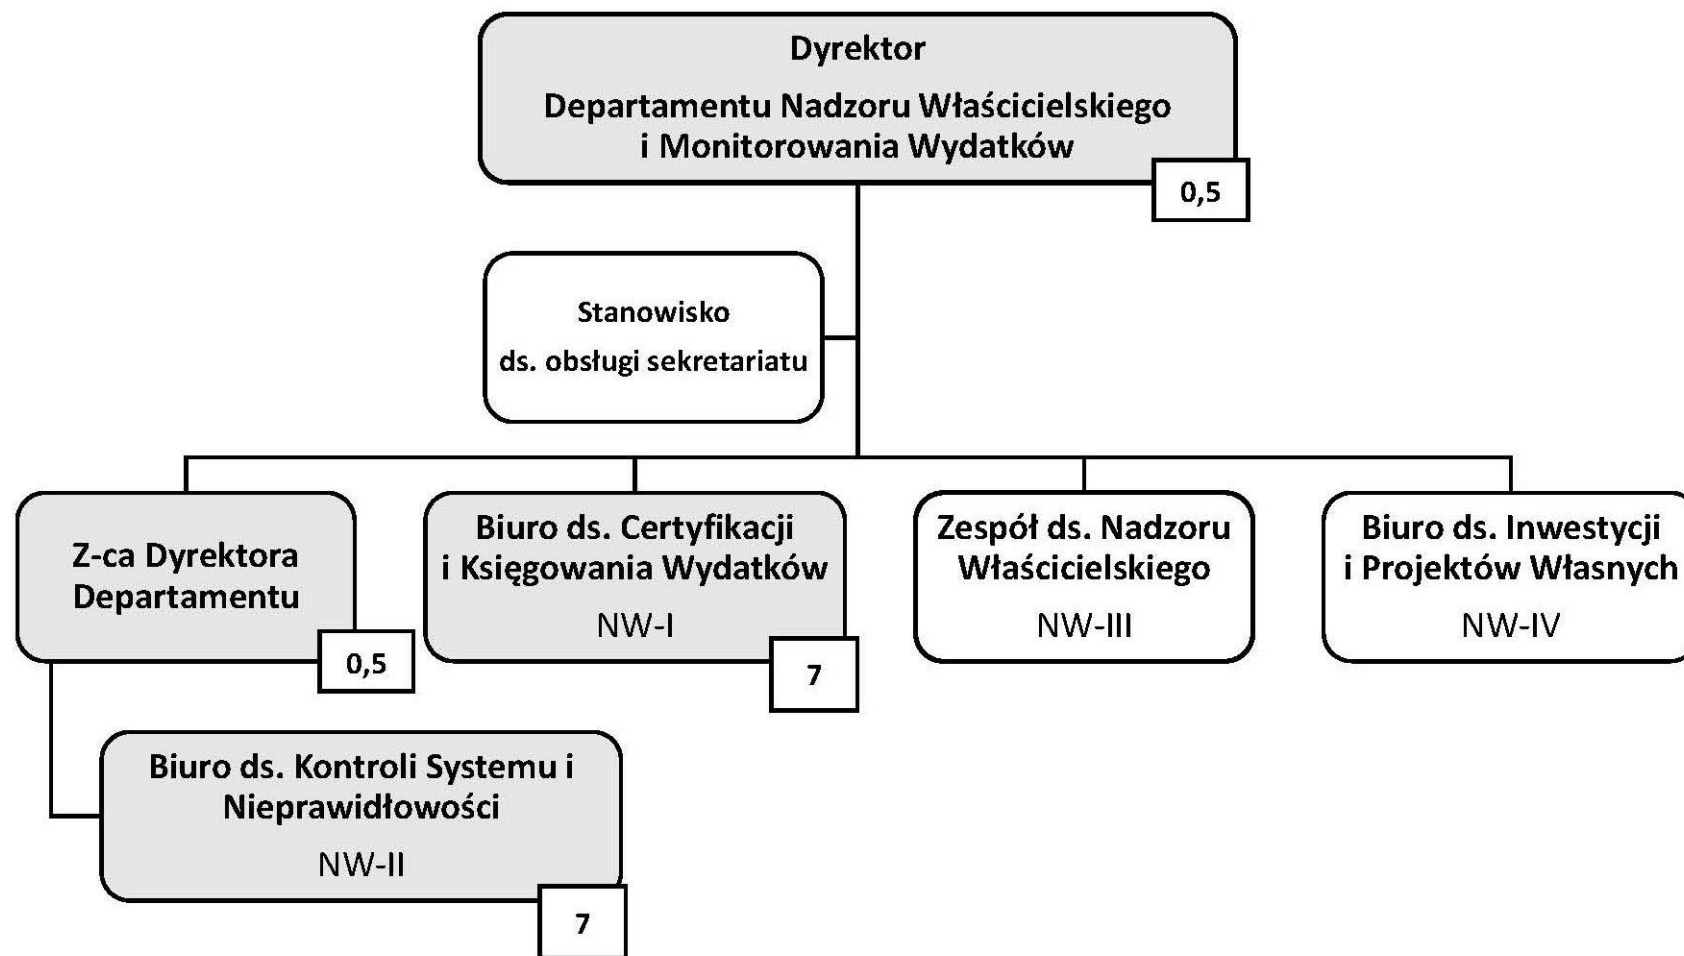 Dyrektor
Departamentu Nadzoru Właścicielskiego
i Monitorowania Wydatków
0,5
Stanowisko
ds. obsługi sekretariatu
Z-ca Dyrektora
Departamentu
0,5
Biuro ds. Certyfikacji
i Księgowania Wydatków
NW-I
7
Zespół ds. Nadzoru
Właścicielskiego
NW-III
Biuro ds. Inwestycji
i Projektów Własnych
NW-IV
Biuro ds. Kontroli Systemu i
Nieprawidłowości
NW-II
7